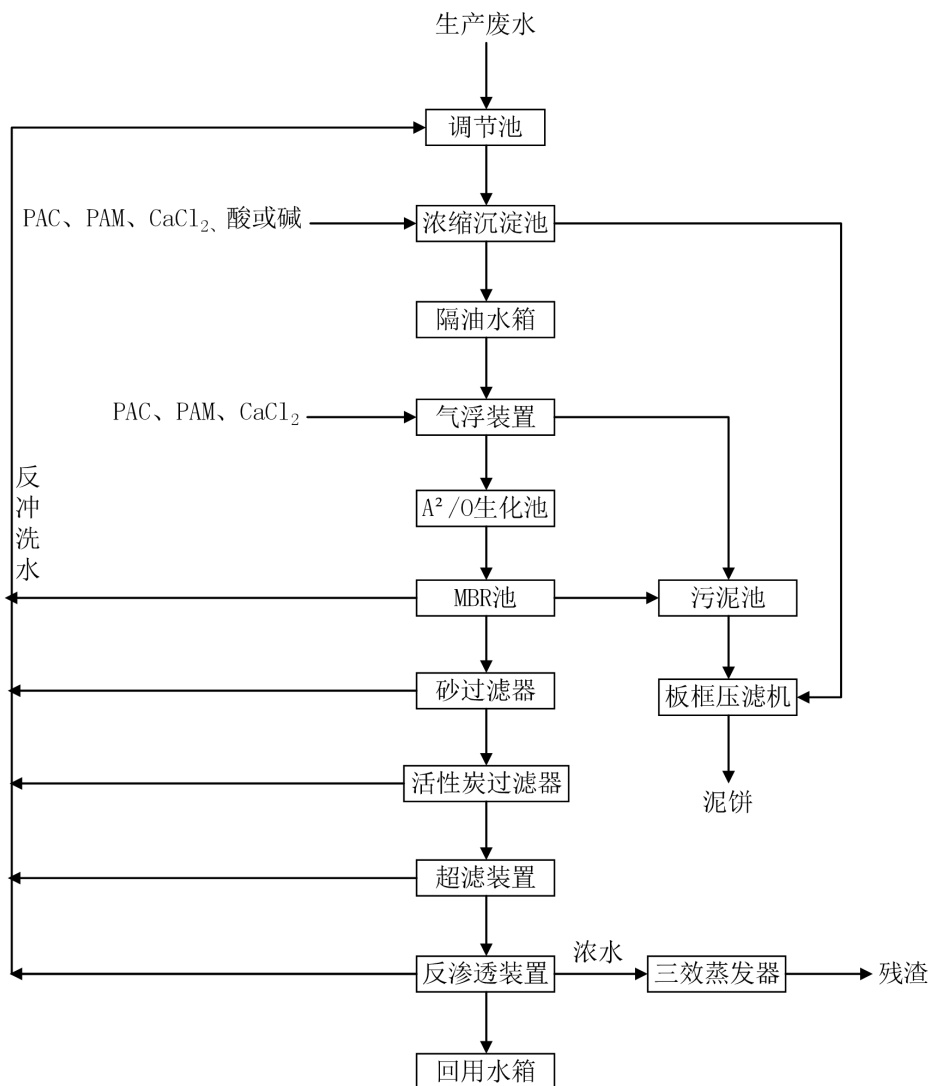 生产废水
调节池
PAC、PAM、CaCl₂、酸或碱
浓缩沉淀池
隔油水箱
PAC、PAM、CaCl₂
气浮装置
反冲洗水
A²/O生化池
MBR池
污泥池
砂过滤器
板框压滤机
活性炭过滤器
泥饼
超滤装置
反渗透装置
浓水
三效蒸发器
残渣
回用水箱